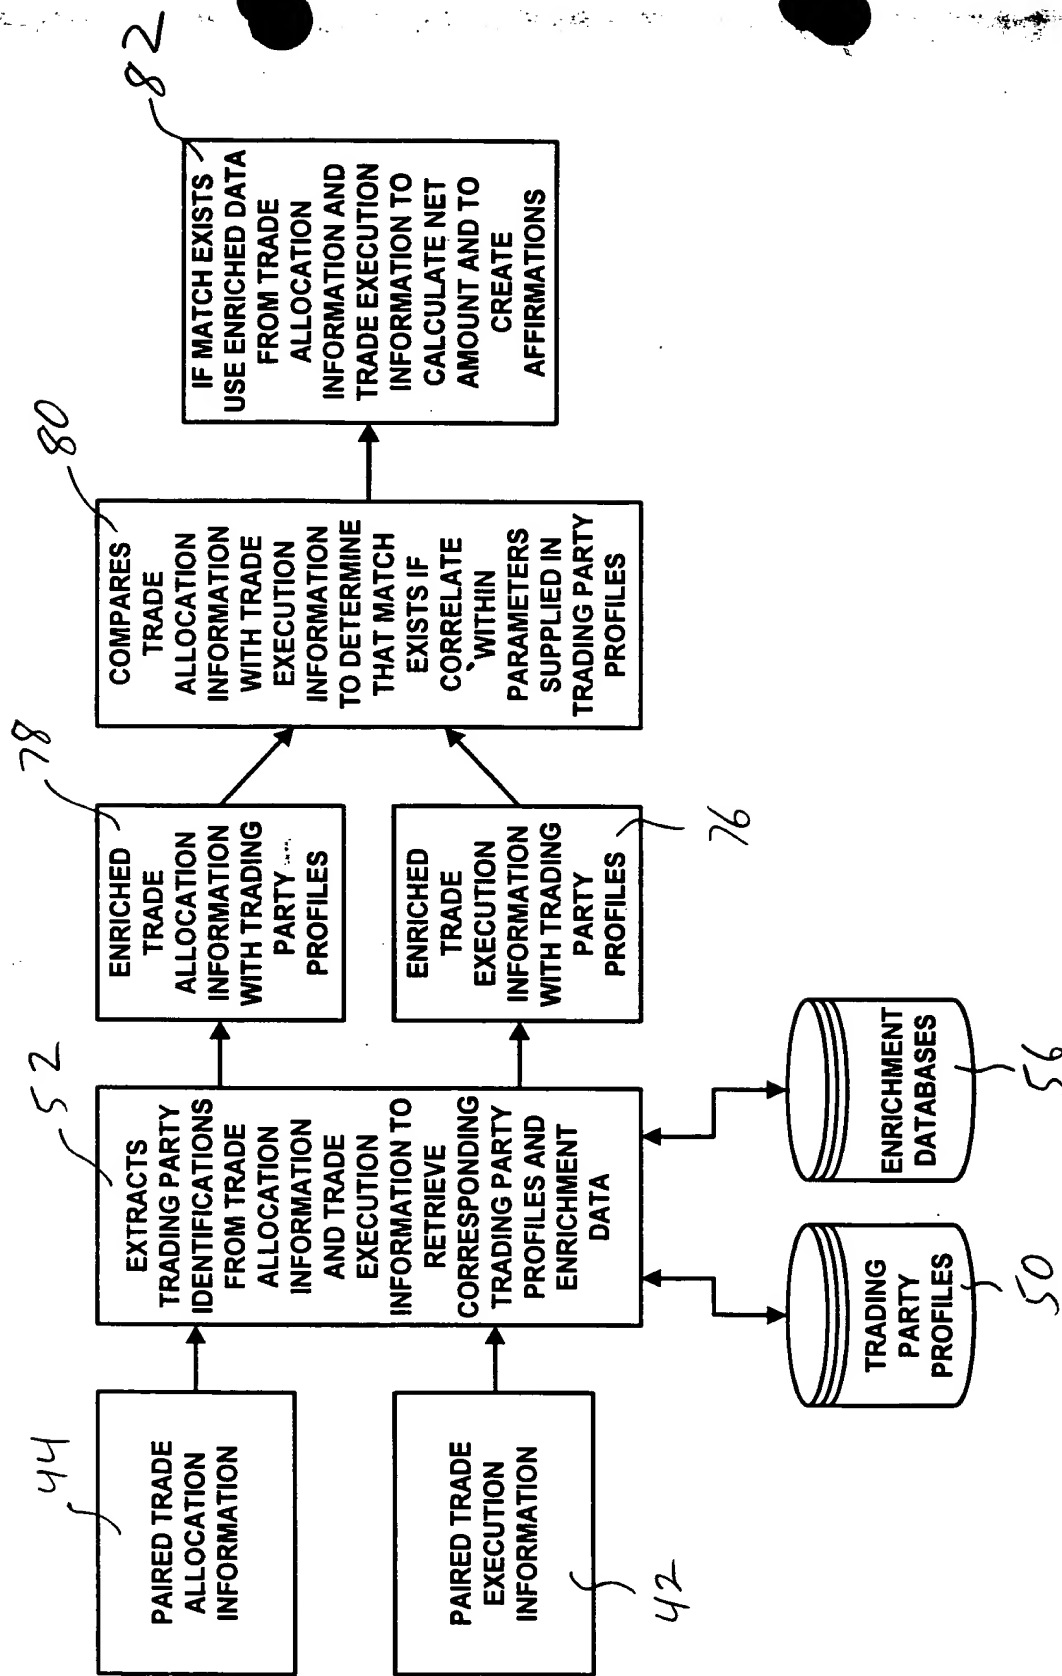 44
PAIRED TRADE
ALLOCATION
INFORMATION
PAIRED TRADE
EXECUTION
INFORMATION
42
52
EXTRACTS
TRADING PARTY
IDENTIFICATIONS
FROM TRADE
ALLOCATION
INFORMATION
AND TRADE
EXECUTION
INFORMATION TO
RETRIEVE
CORRESPONDING
TRADING PARTY
PROFILES AND
ENRICHMENT
DATA
TRADING
PARTY
PROFILES
50
ENRICHMENT
DATABASES
56
78
ENRICHED
TRADE
ALLOCATION
INFORMATION
WITH TRADING
PARTY
PROFILES
ENRICHED
TRADE
EXECUTION
INFORMATION
WITH TRADING
PARTY
PROFILES
76
80
COMPARES
TRADE
ALLOCATION
INFORMATION
WITH TRADE
EXECUTION
INFORMATION
TO DETERMINE
THAT MATCH
EXISTS IF
CORRELATE
WITHIN
PARAMETERS
SUPPLIED IN
TRADING PARTY
PROFILES
82
IF MATCH EXISTS
USE ENRICHED DATA
FROM TRADE
ALLOCATION
INFORMATION AND
TRADE EXECUTION
INFORMATION TO
CALCULATE NET
AMOUNT AND TO
CREATE
AFFIRMATIONS